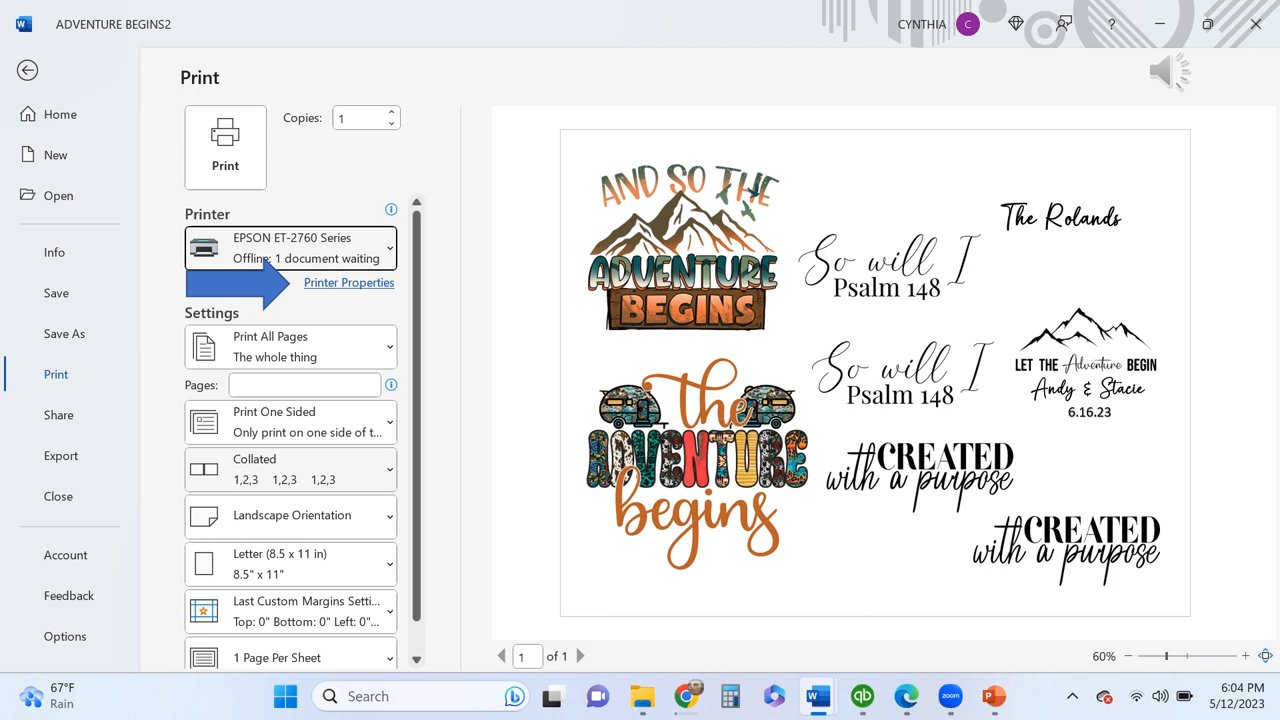 ADVENTURE BEGINS2
CYNTHIA
C
?
Print
Home
New
Open
Info
Save
Save As
Print
Share
Export
Close
Account
Feedback
Options
Print
Copies: 1
Printer
EPSON ET-2760 Series
Offline: 1 document waiting
Printer Properties
Settings
Print All Pages
The whole thing
Pages:
Print One Sided
Only print on one side of t...
Collated
1,2,3 1,2,3 1,2,3
Landscape Orientation
Letter (8.5 x 11 in)
8.5" x 11"
Last Custom Margins Setti...
Top: 0" Bottom: 0" Left: 0"...
1 Page Per Sheet
AND SO THE
ADVENTURE
BEGINS
the
ADVENTURE
begins
So will I
Psalm 148
So will I
Psalm 148
The Rolands
LET THE Adventure BEGIN
Andy & Stacie
6.16.23
CREATED
with a purpose
CREATED
with a purpose
1 of 1
60%
67°F
Rain
Search
zoom
6:04 PM
5/12/2023